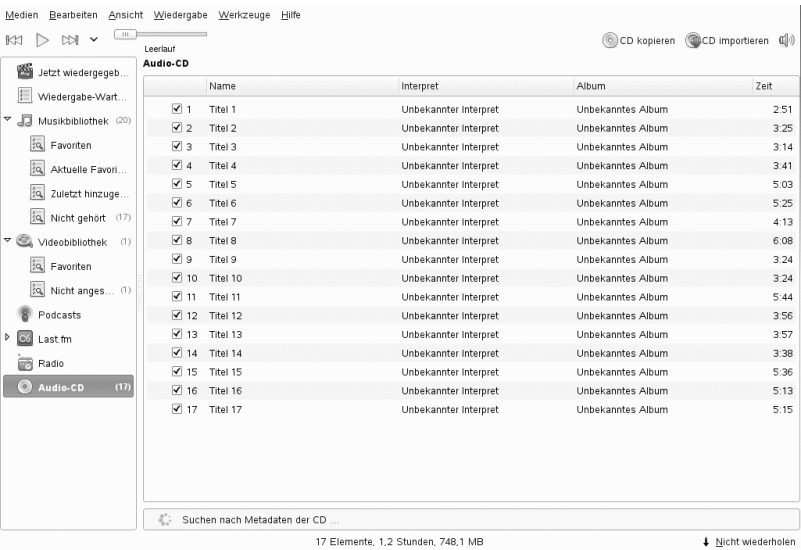 Medien Bearbeiten Ansicht Wiedergabe Werkzeuge Hilfe
Leerlauf
CD kopieren CD importieren
Jetzt wiedergegeb...
Wiedergabe-Wart...
Musikbibliothek (20)
Favoriten
Aktuelle Favori...
Zuletzt hinzuge...
Nicht gehört (17)
Videobibliothek (1)
Favoriten
Nicht anges... (1)
Podcasts
Last.fm
Radio
Audio-CD (17)
Audio-CD
Name Interpret Album Zeit
1 Titel 1 Unbekannter Interpret Unbekanntes Album 2:51
2 Titel 2 Unbekannter Interpret Unbekanntes Album 3:25
3 Titel 3 Unbekannter Interpret Unbekanntes Album 3:14
4 Titel 4 Unbekannter Interpret Unbekanntes Album 3:41
5 Titel 5 Unbekannter Interpret Unbekanntes Album 5:03
6 Titel 6 Unbekannter Interpret Unbekanntes Album 5:25
7 Titel 7 Unbekannter Interpret Unbekanntes Album 4:13
8 Titel 8 Unbekannter Interpret Unbekanntes Album 6:08
9 Titel 9 Unbekannter Interpret Unbekanntes Album 3:24
10 Titel 10 Unbekannter Interpret Unbekanntes Album 3:24
11 Titel 11 Unbekannter Interpret Unbekanntes Album 5:44
12 Titel 12 Unbekannter Interpret Unbekanntes Album 3:56
13 Titel 13 Unbekannter Interpret Unbekanntes Album 3:57
14 Titel 14 Unbekannter Interpret Unbekanntes Album 3:38
15 Titel 15 Unbekannter Interpret Unbekanntes Album 5:36
16 Titel 16 Unbekannter Interpret Unbekanntes Album 5:13
17 Titel 17 Unbekannter Interpret Unbekanntes Album 5:15
Suchen nach Metadaten der CD ...
17 Elemente, 1,2 Stunden, 748,1 MB
Nicht wiederholen